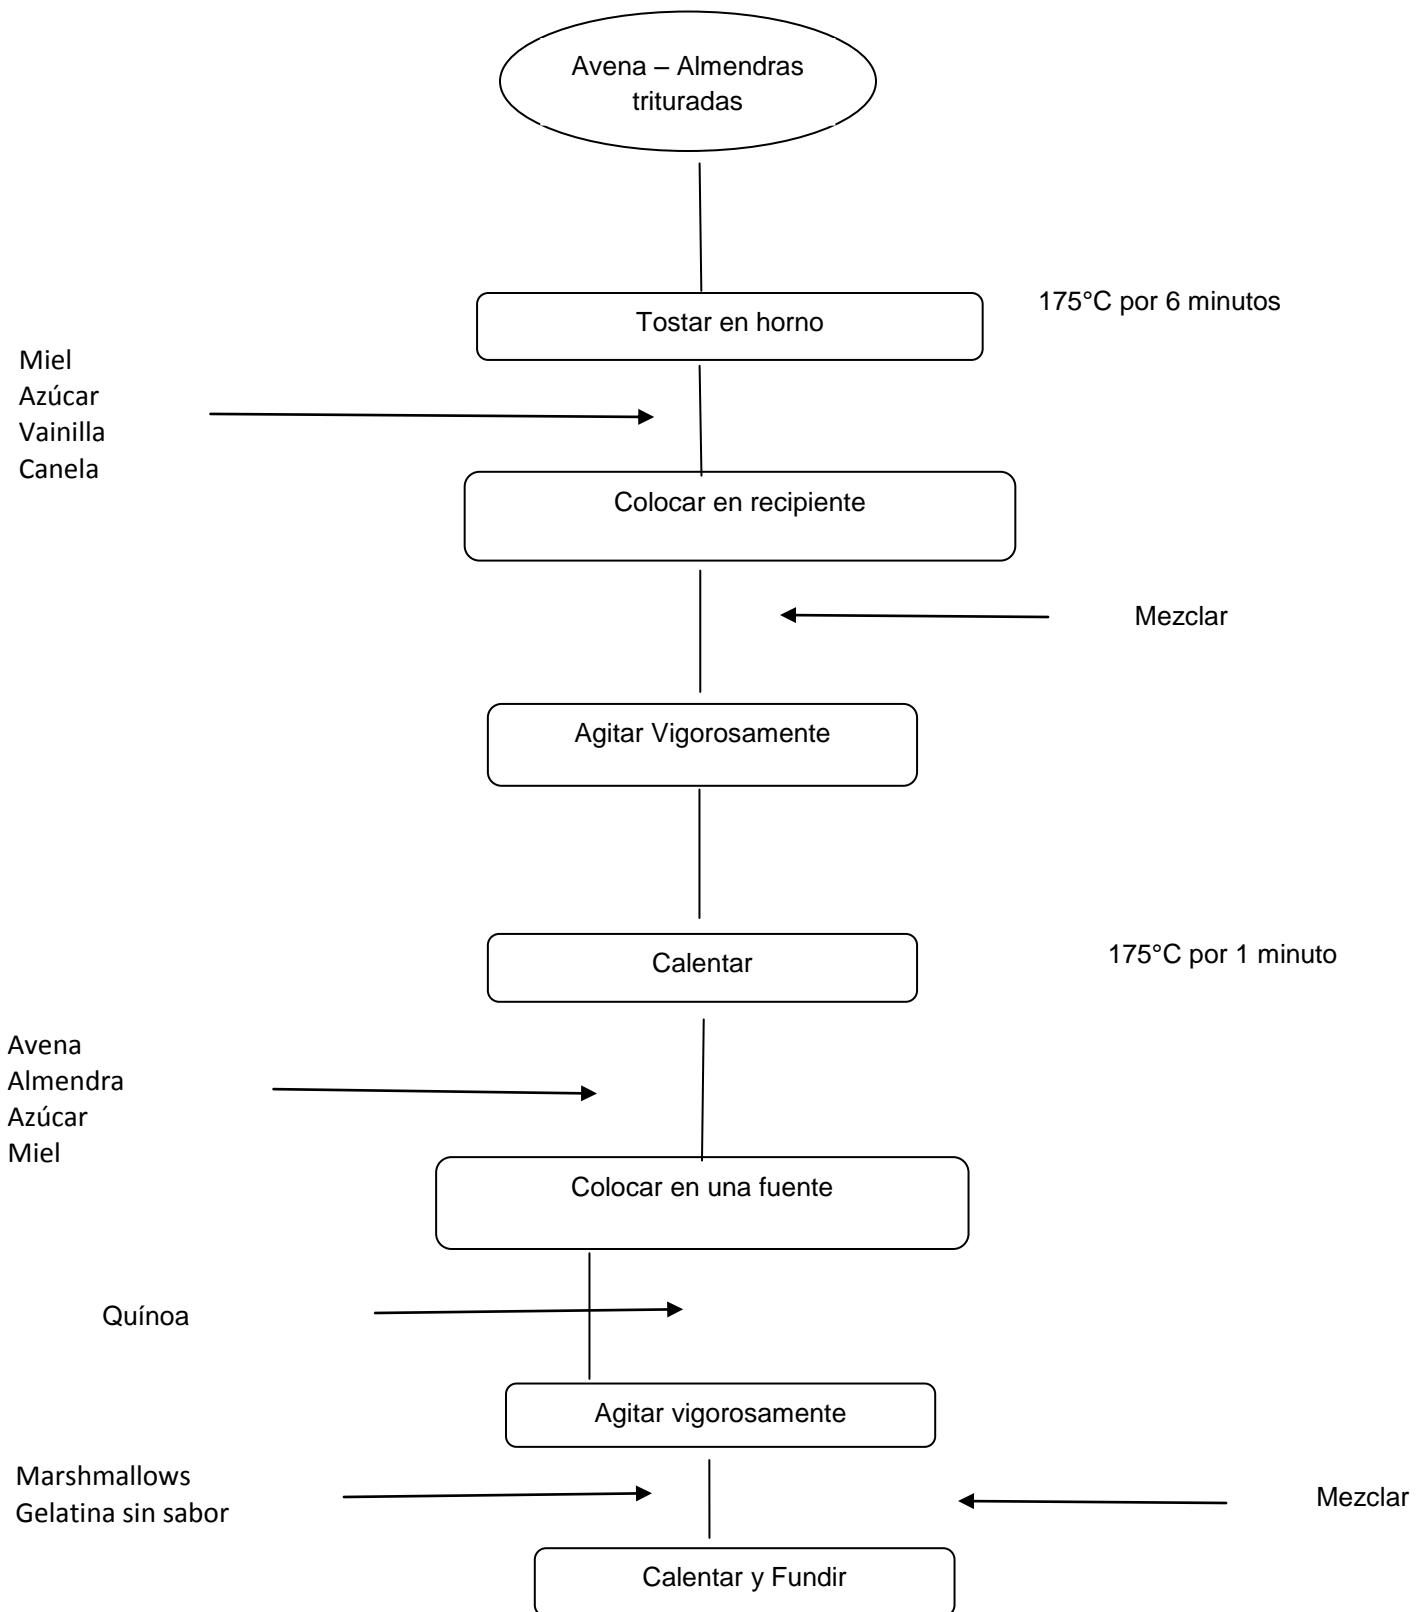 Avena – Almendras
trituradas
Tostar en horno
175°C por 6 minutos
Miel
Azúcar
Vainilla
Canela
Colocar en recipiente
Mezclar
Agitar Vigorosamente
Calentar
175°C por 1 minuto
Avena
Almendra
Azúcar
Miel
Colocar en una fuente
Quínoa
Agitar vigorosamente
Marshmallows
Gelatina sin sabor
Mezclar
Calentar y Fundir